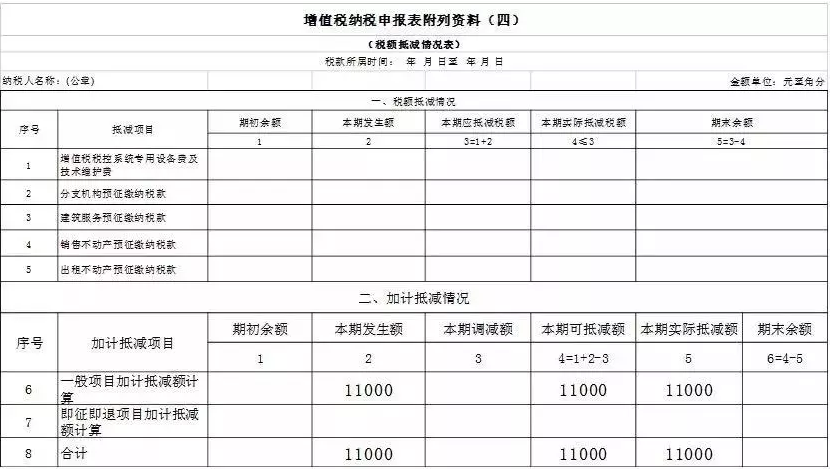 增值税纳税申报表附列资料（四）
（税额抵减情况表）
税款所属时间： 年 月 日至 年 月 日
纳税人名称：(公章) 金额单位：元至角分
一、税额抵减情况
序号 抵减项目 期初余额 本期发生额 本期应抵减税额 本期实际抵减税额 期末余额
1 2 3=1+2 4≤3 5=3-4
1 增值税税控系统专用设备费及
技术维护费
2 分支机构预征缴纳税款
3 建筑服务预征缴纳税款
4 销售不动产预征缴纳税款
5 出租不动产预征缴纳税款
二、加计抵减情况
序号 加计抵减项目 期初余额 本期发生额 本期调减额 本期可抵减额 本期实际抵减额 期末余额
1 2 3 4=1+2-3 5 6=4-5
6 一般项目加计抵减额计
算 11000 11000 11000
7 即征即退项目加计抵减
额计算
8 合计 11000 11000 11000